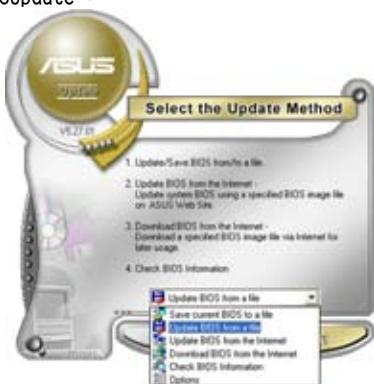 ASUS
Update
V5.27.01
Select the Update Method
1. Update/Save BIOS from/to a file.
2. Update BIOS from the Internet -
Update system BIOS using a specified BIOS image file
on ASUS Web Site.
3. Download BIOS from the Internet -
Download a specified BIOS image file via Internet for
later usage.
4. Check BIOS Information
Update BIOS from a file
Save current BIOS to a file
Update BIOS from a file
Update BIOS from the Internet
Download BIOS from the Internet
Check BIOS Information
Options